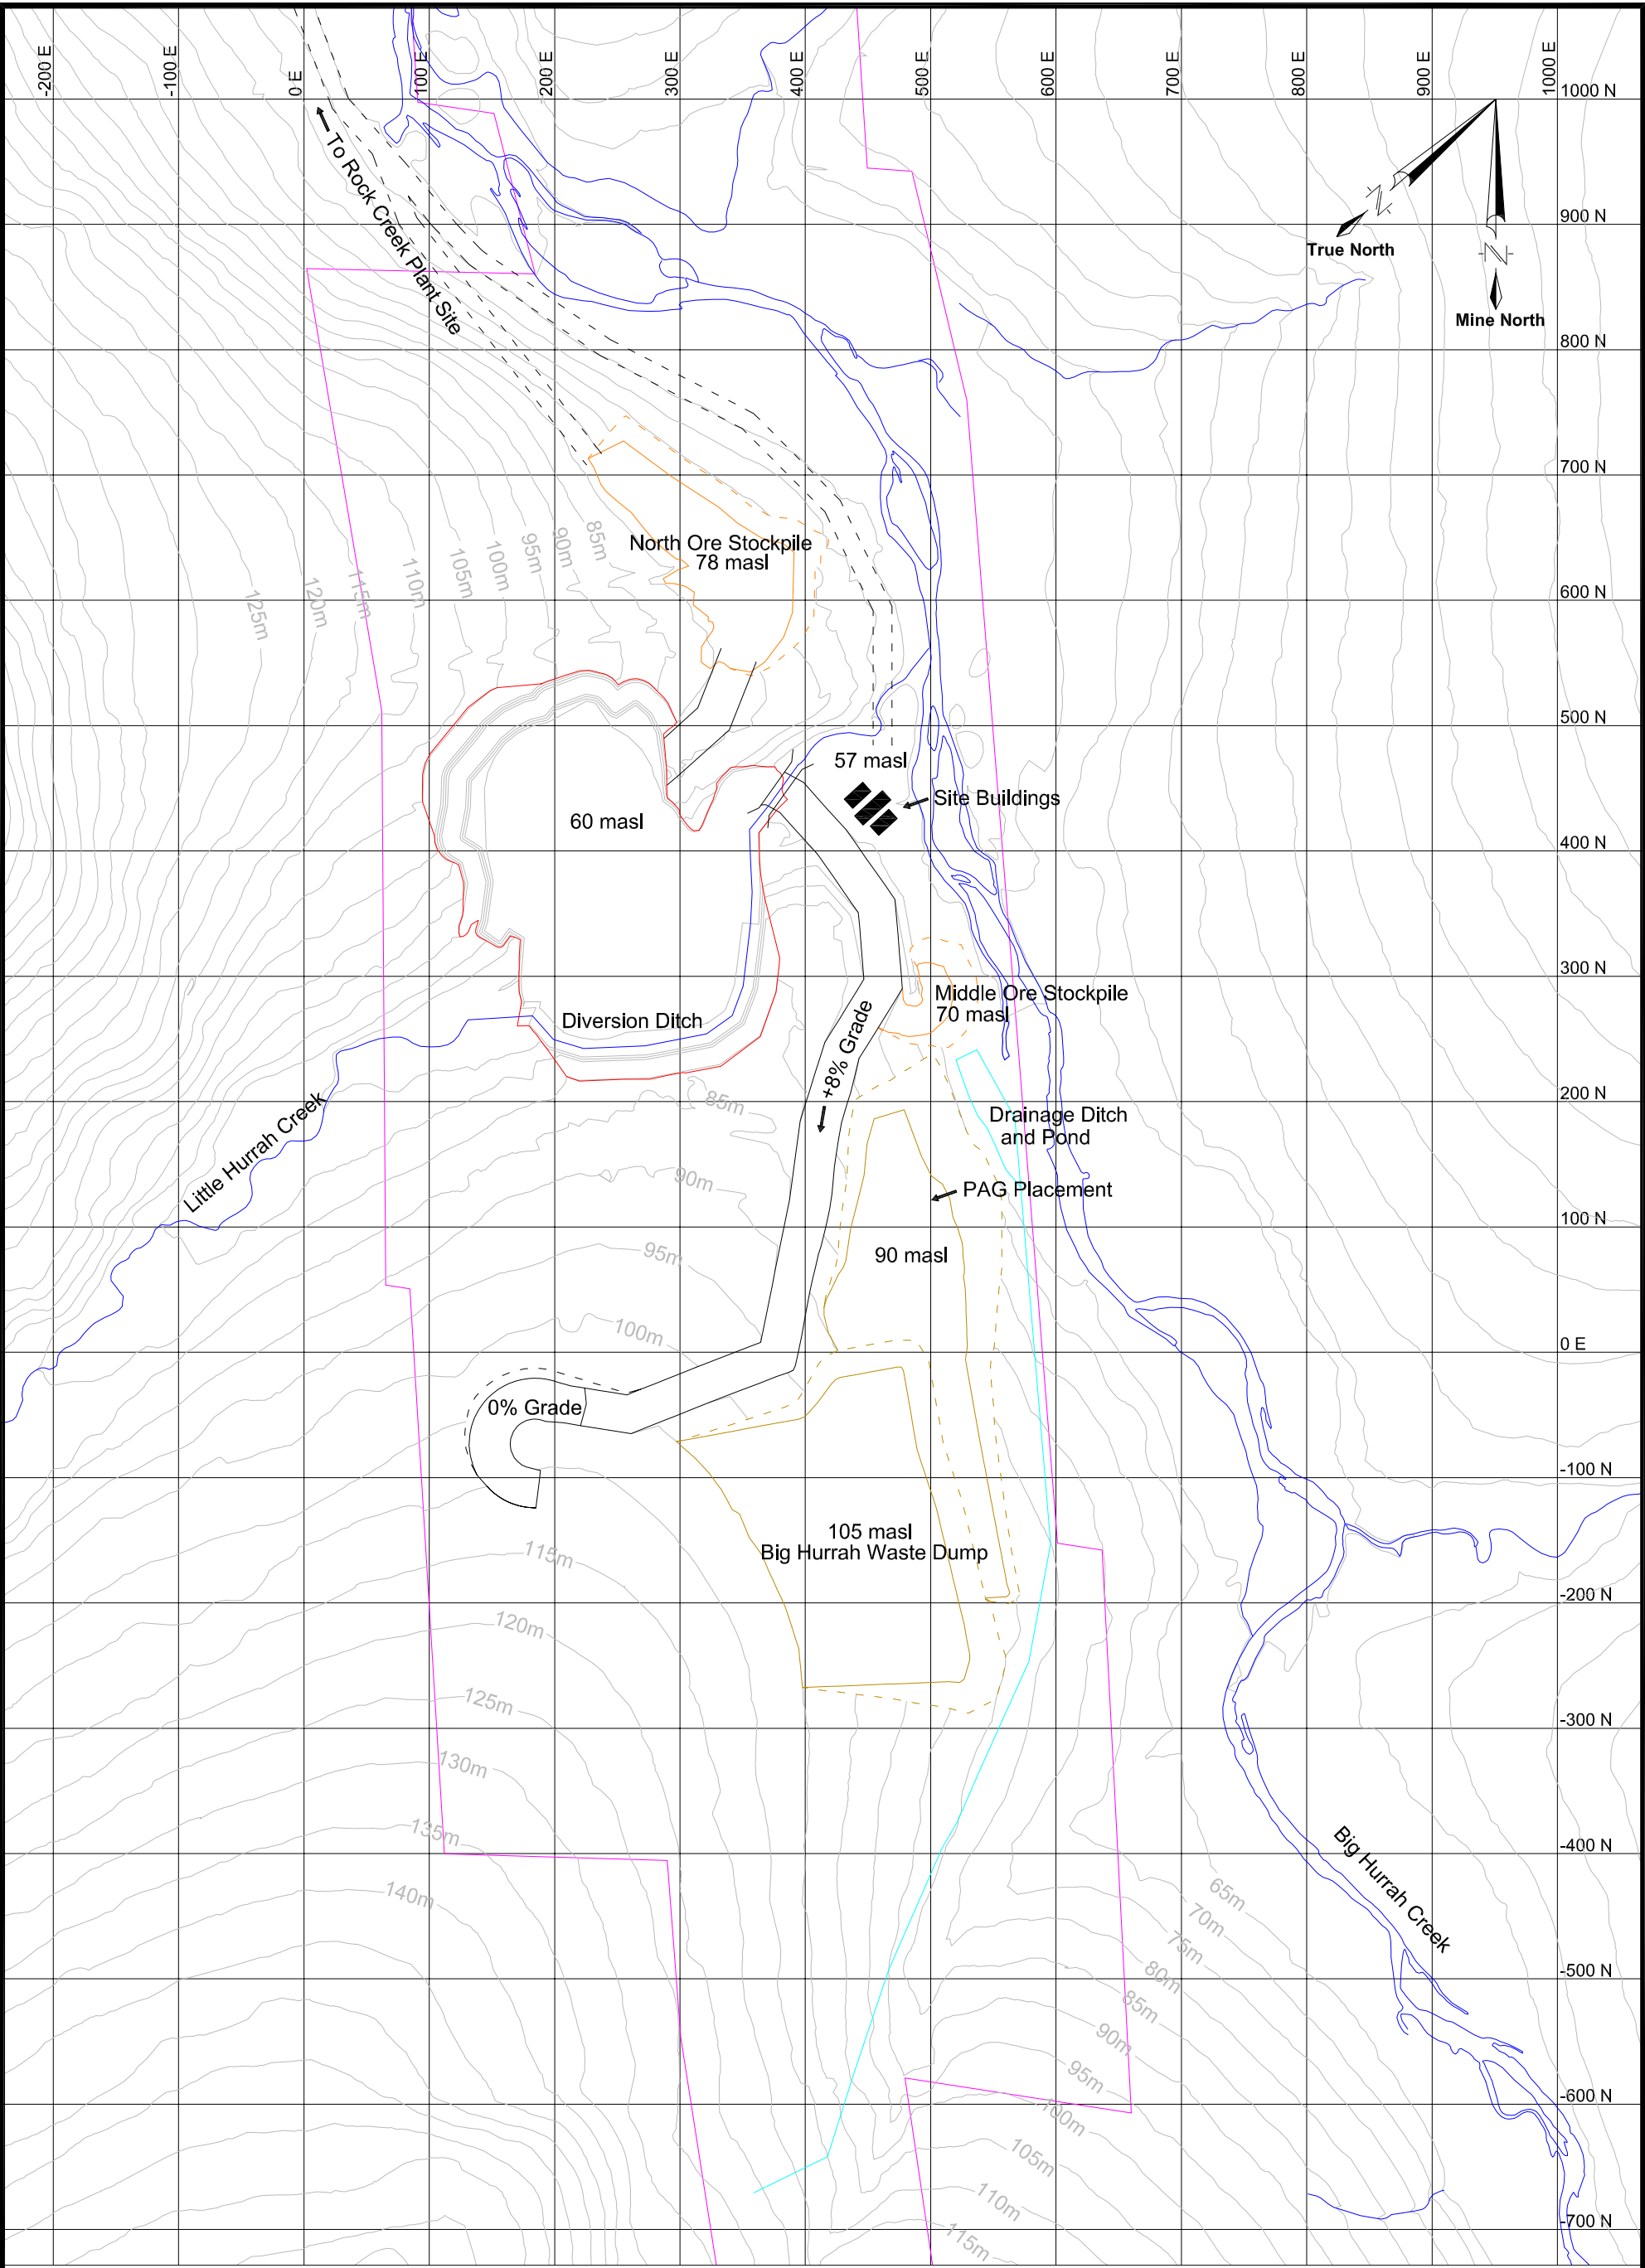 -200 E
-100 E
0 E
100 E
200 E
300 E
400 E
500 E
600 E
700 E
800 E
900 E
1000 E
1000 N
900 N
800 N
700 N
600 N
500 N
400 N
300 N
200 N
100 N
0 E
-100 N
-200 N
-300 N
-400 N
-500 N
-600 N
-700 N
N
True North
N
Mine North
To Rock Creek Plant Site
North Ore Stockpile
78 masl
85m
90m
95m
100m
105m
110m
115m
120m
125m
57 masl
Site Buildings
60 masl
Middle Ore Stockpile
70 masl
Diversion Ditch
+8% Grade
85m
Drainage Ditch
and Pond
Little Hurrah Creek
90m
PAG Placement
90 masl
95m
100m
0% Grade
105 masl
Big Hurrah Waste Dump
115m
120m
125m
130m
135m
140m
Big Hurrah Creek
65m
70m
75m
80m
85m
90m
95m
100m
105m
110m
115m